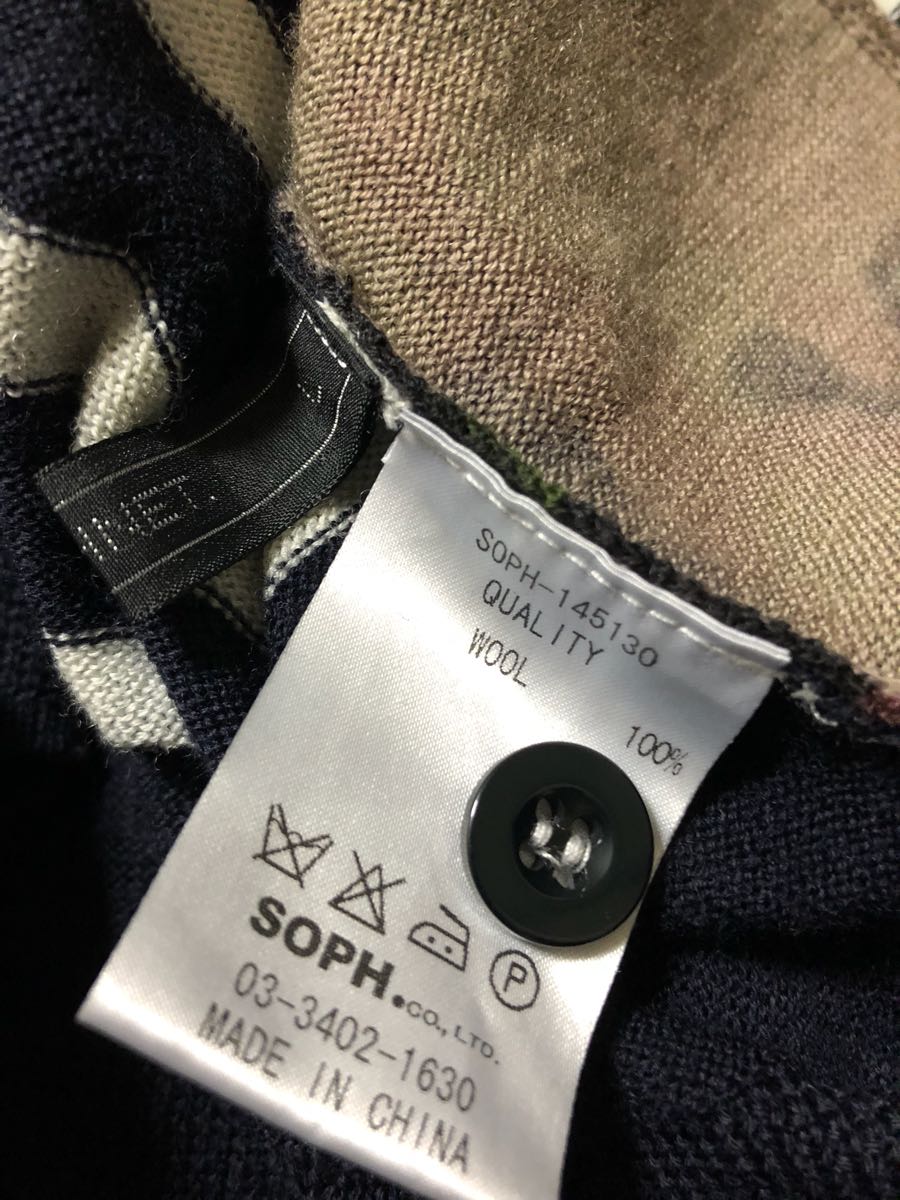 SOPH-145130
QUALITY
WOOL
100%
SOPH.CO., LTD.
03-3402-1630
MADE IN CHINA
P